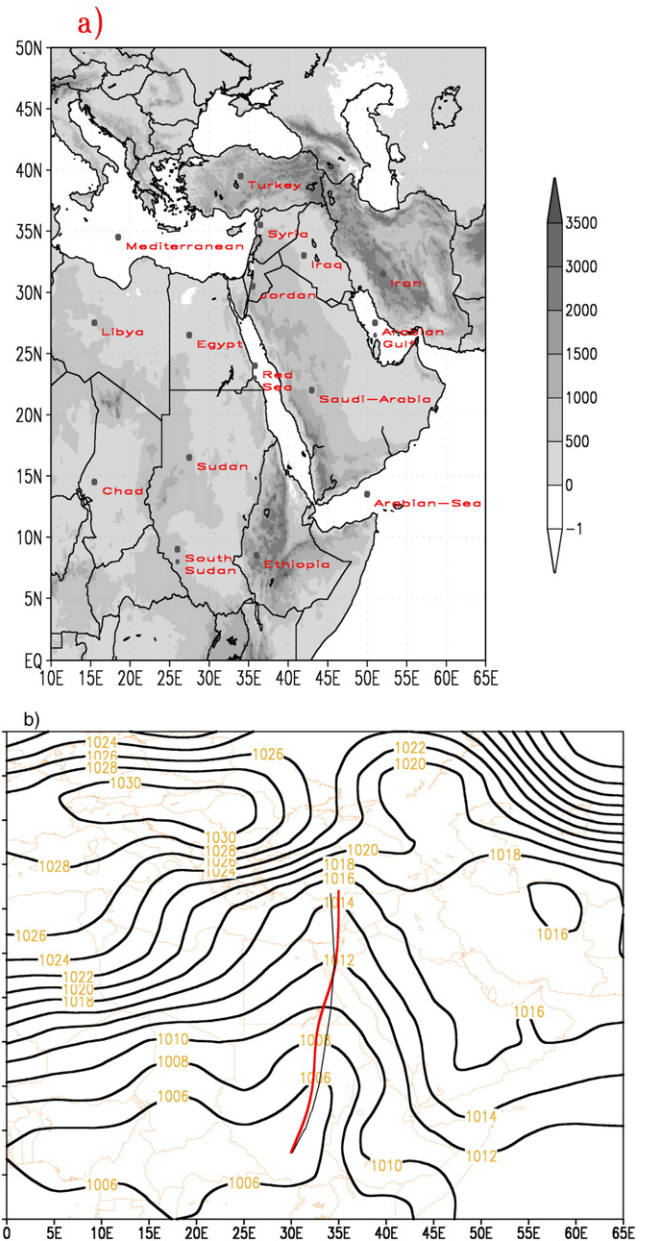 a)
50N
45N
40N
35N
30N
25N
20N
15N
10N
5N
EQ
10E 15E 20E 25E 30E 35E 40E 45E 50E 55E 60E 65E
Turkey
Mediterranean
Syria
Iraq
Iran
Jordan
Libya
Egypt
Arabian
Gulf
Red
Sea
Saudi-Arabia
Sudan
Chad
Arabian-Sea
South
Sudan
Ethiopia
3500
3000
2000
1500
1000
500
0
-1
b)
1024
1026
1028
1030
1026
1022
1020
1030
1028
1026
1024
1028
1020
1018
1016
1018
1014
1016
1026
1024
1022
1020
1018
1012
1016
1010
1008
1008
1006
1006
1014
1012
1010
1006
1006
0 5E 10E 15E 20E 25E 30E 35E 40E 45E 50E 55E 60E 65E